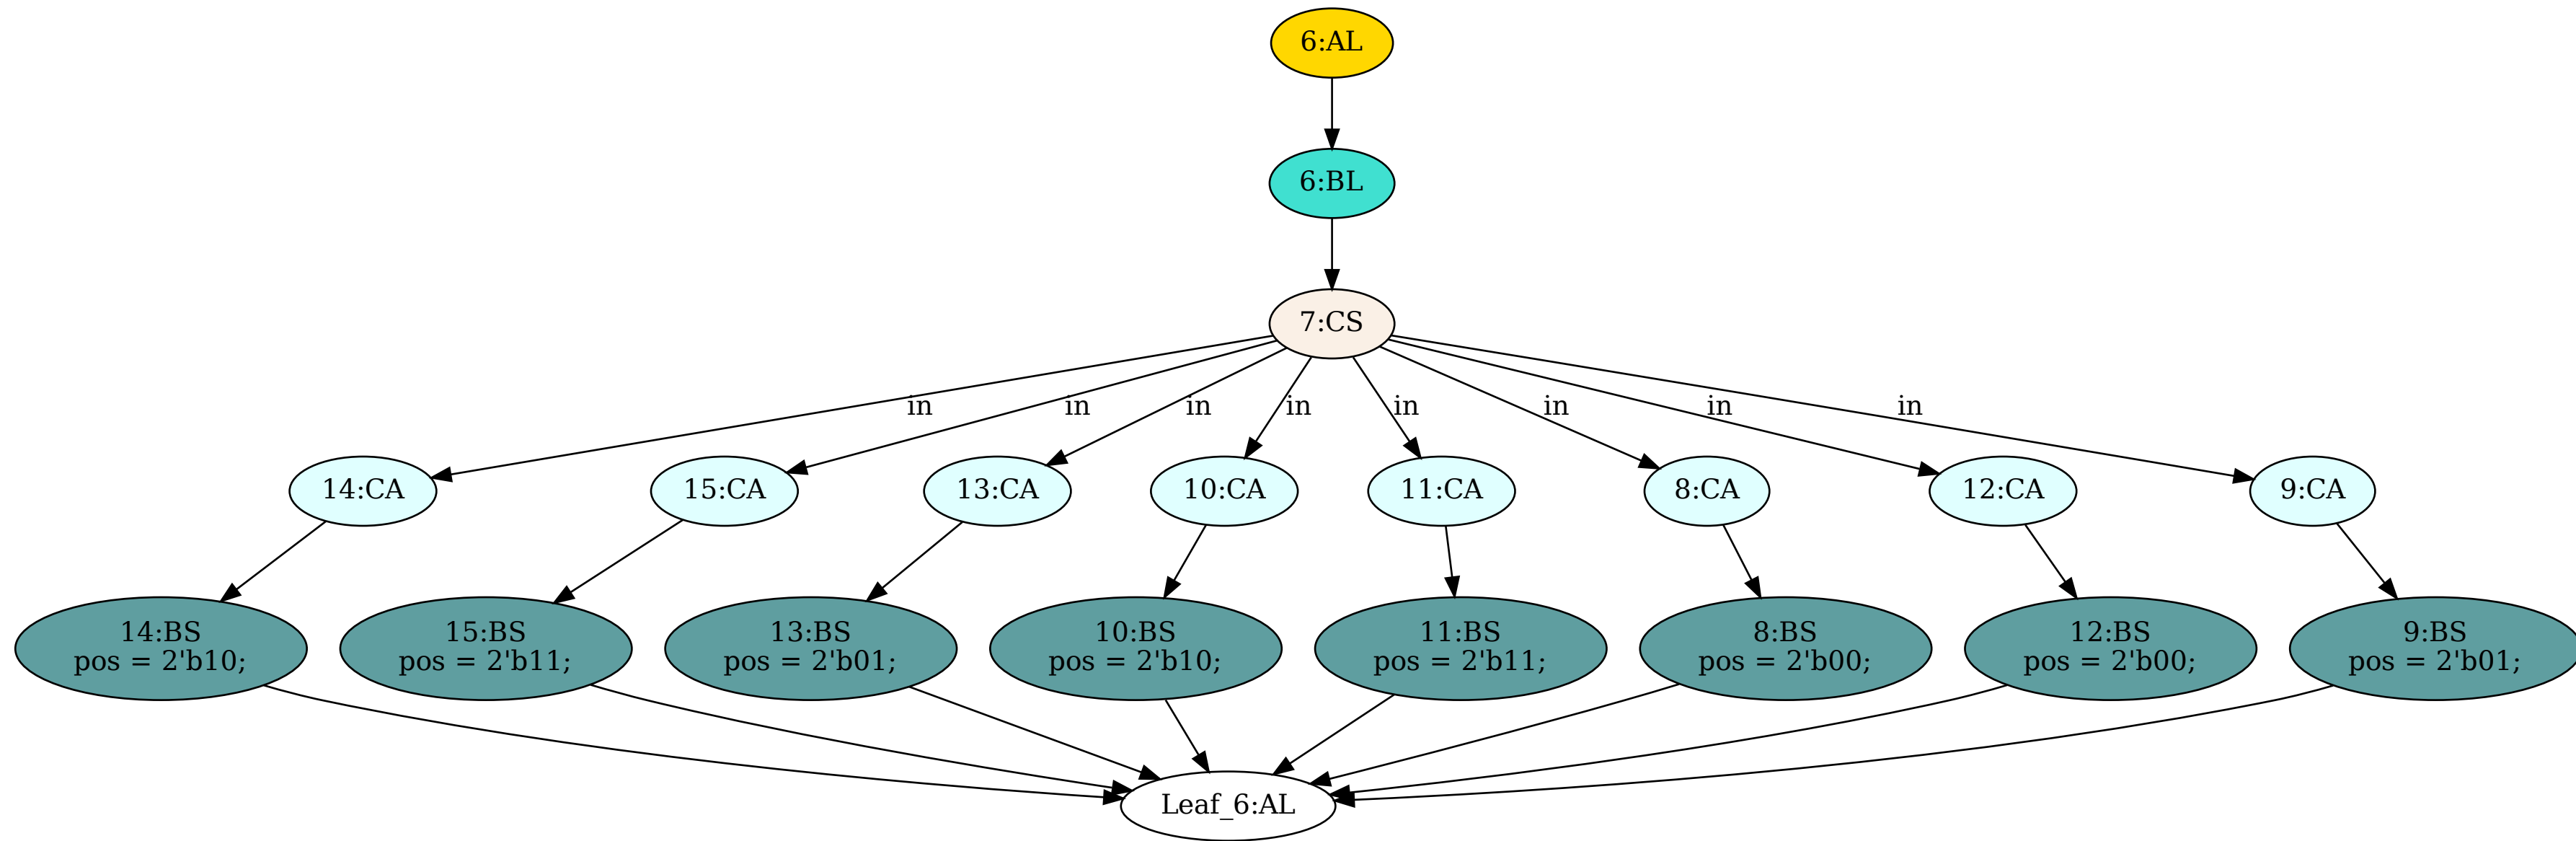 6:AL
6:BL
7:CS
in
in
in
in
in
in
in
in
14:CA
15:CA
13:CA
10:CA
11:CA
8:CA
12:CA
9:CA
14:BS
pos = 2'b10;
15:BS
pos = 2'b11;
13:BS
pos = 2'b01;
10:BS
pos = 2'b10;
11:BS
pos = 2'b11;
8:BS
pos = 2'b00;
12:BS
pos = 2'b00;
9:BS
pos = 2'b01;
Leaf_6:AL